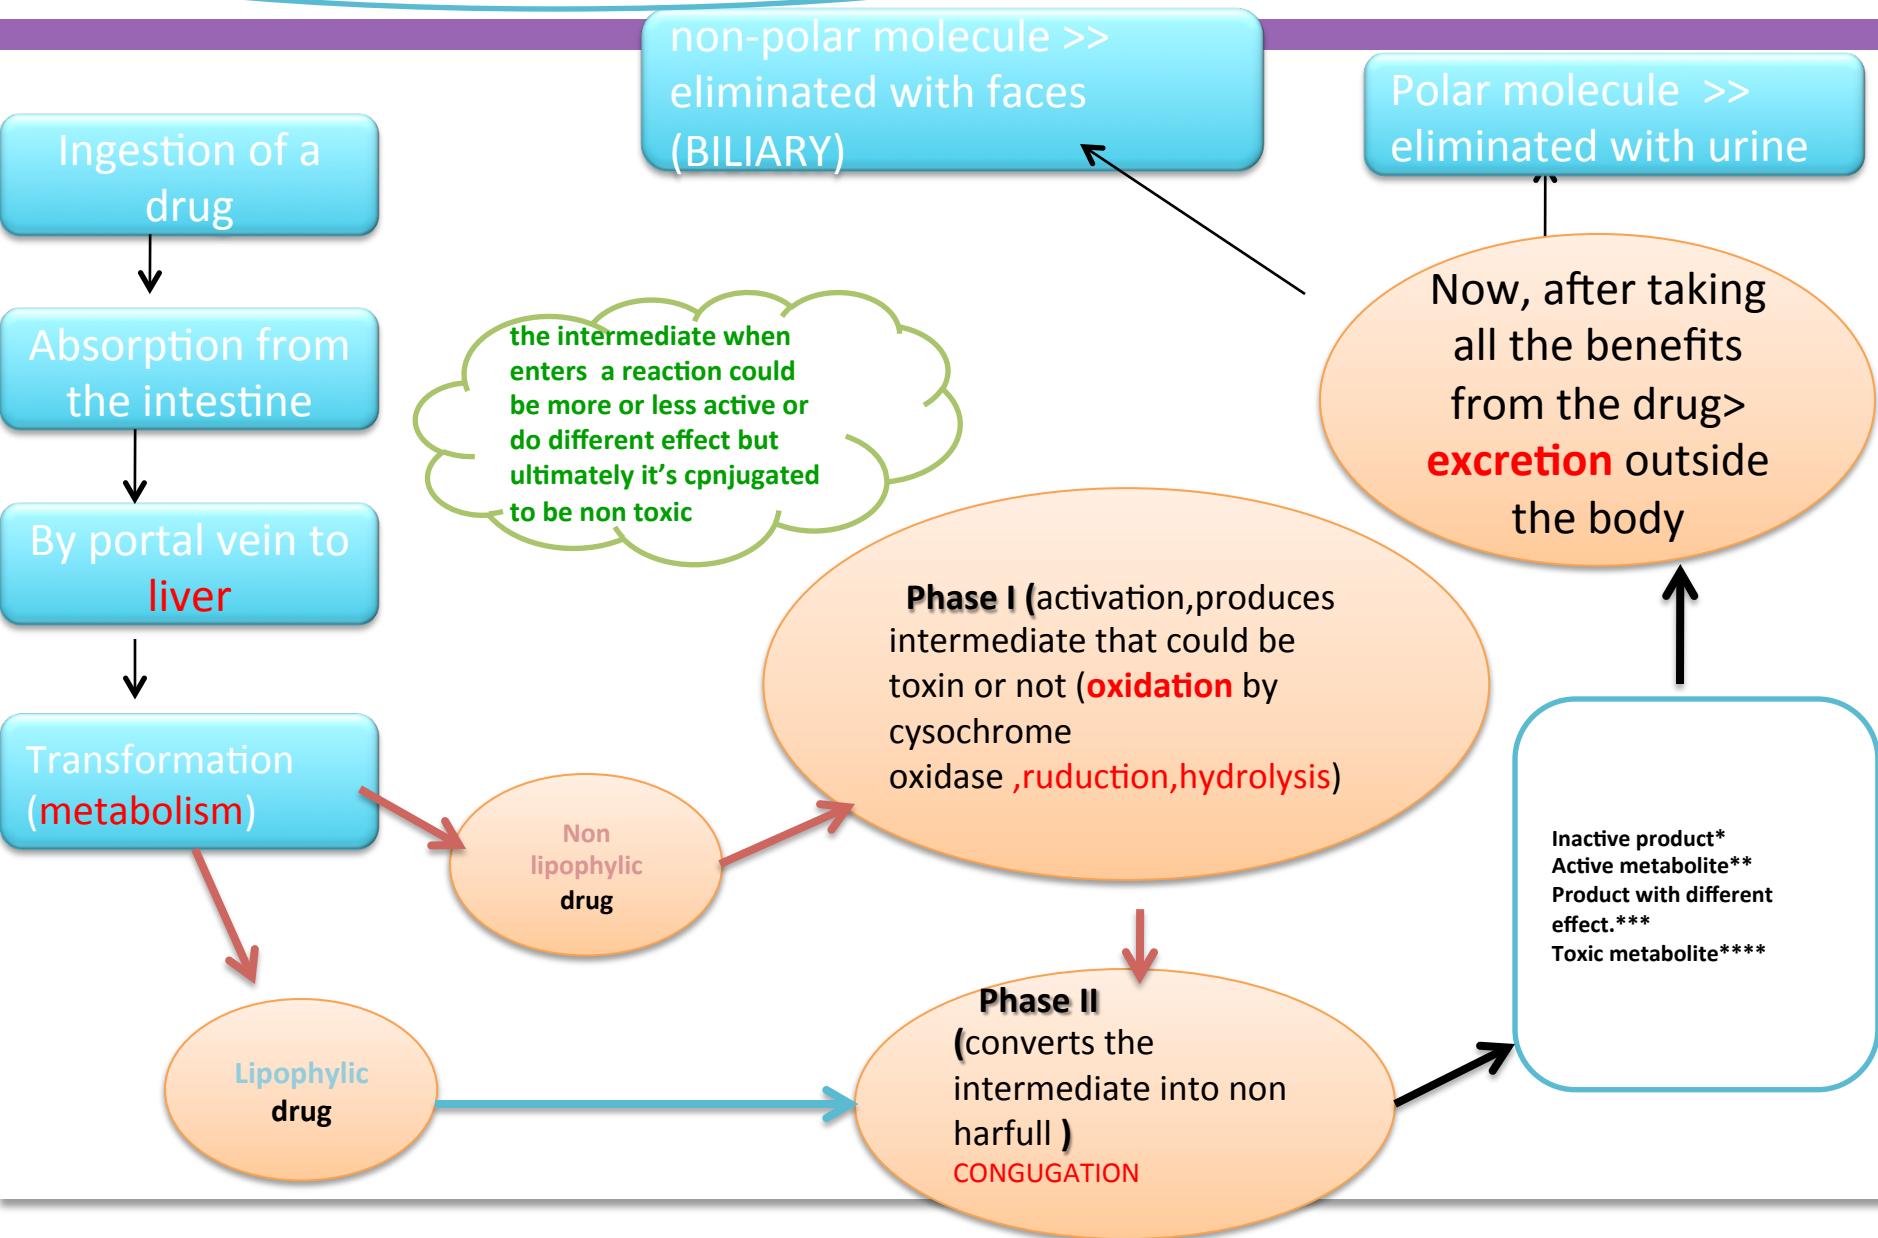 non-polar molecule >>
eliminated with faces
(BILIARY)
Polar molecule >>
eliminated with urine
Ingestion of a
drug
Absorption from
the intestine
By portal vein to
liver
Transformation
(metabolism)
the intermediate when
enters a reaction could
be more or less active or
do different effect but
ultimately it's cpnjugated
to be non toxic
Now, after taking
all the benefits
from the drug>
excretion outside
the body
Phase I (activation,produces
intermediate that could be
toxin or not (oxidation by
cysochrome
oxidase ,ruduction,hydrolysis)
Non
lipophylic
drug
Lipophylic
drug
Phase II
(converts the
intermediate into non
harfull )
CONGUGATION
Inactive product*
Active metabolite**
Product with different
effect.***
Toxic metabolite****